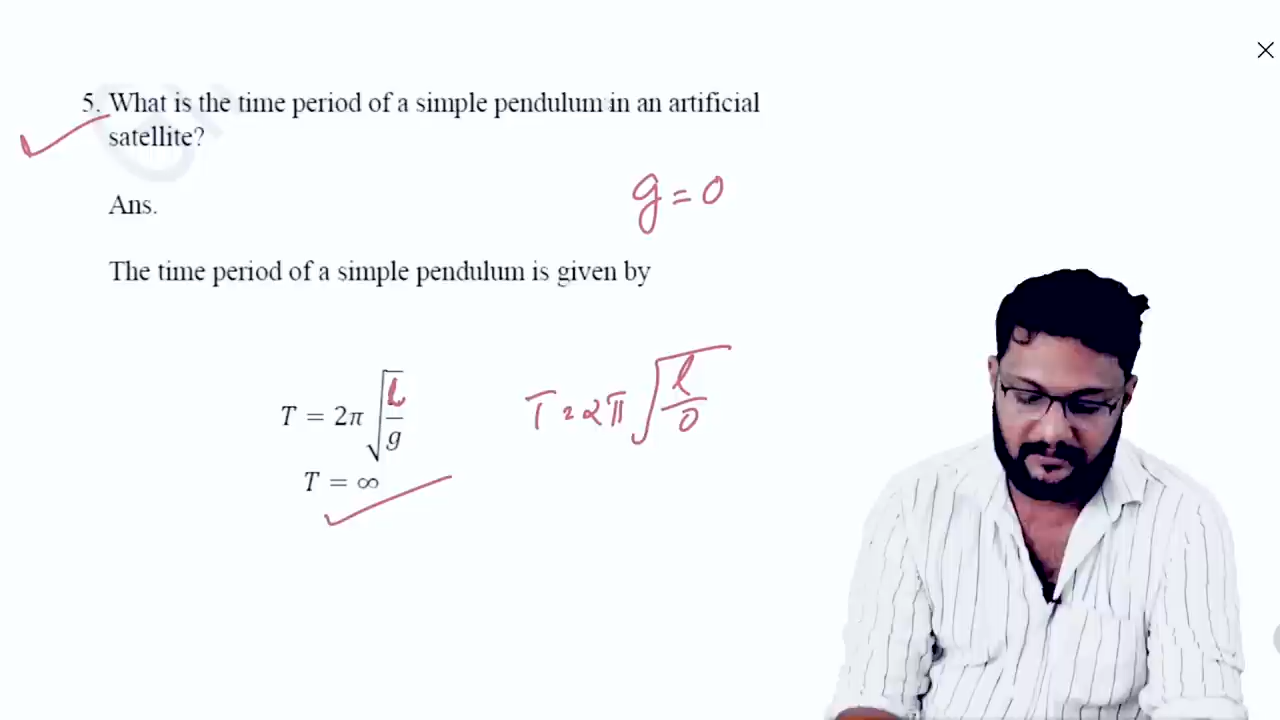 5. What is the time period of a simple pendulum in an artificial
satellite?
Ans.
g = 0
The time period of a simple pendulum is given by
T = 2π √(l/g)
T = 2π √(l/0)
T = ∞